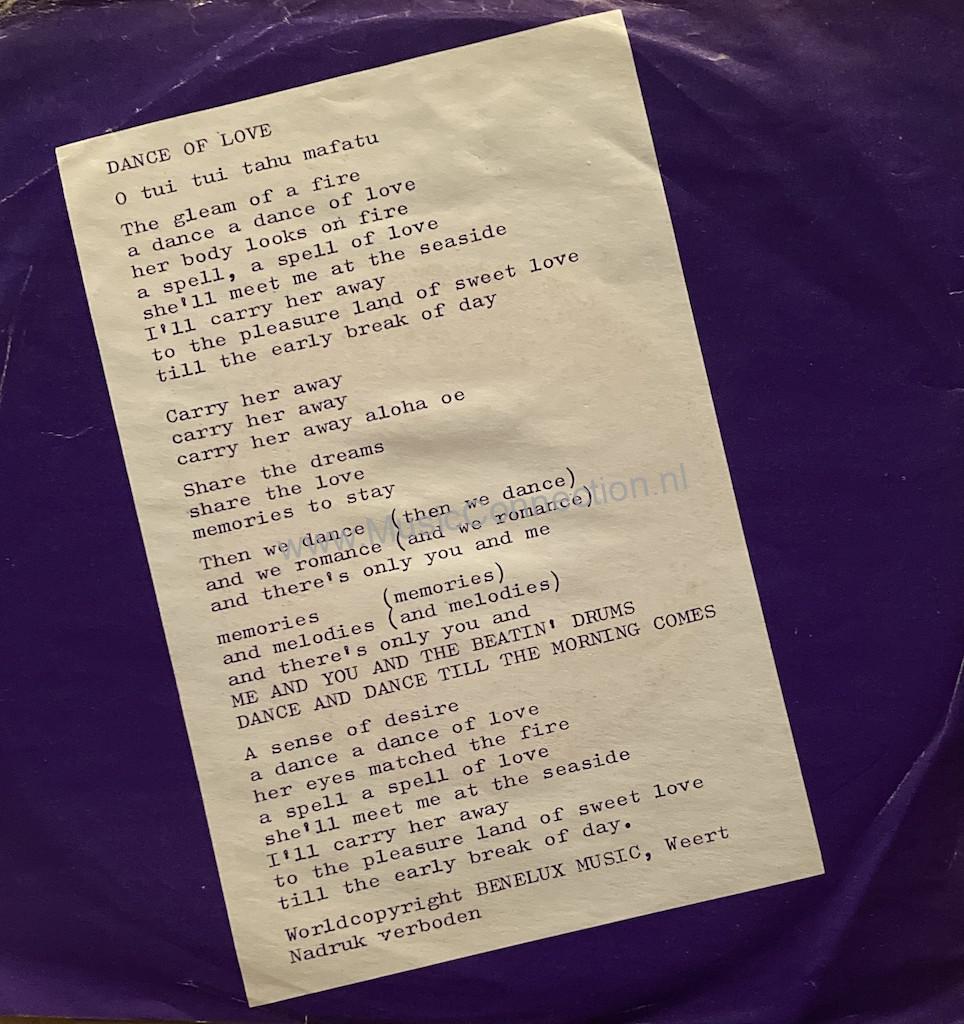 DANCE OF LOVE
O tui tui tahu mafatu
The gleam of a fire
a dance a dance of love
her body looks on fire
a spell, a spell of love
she'll meet me at the seaside
I'll carry her away
to the pleasure land of sweet love
till the early break of day
Carry her away
carry her away
carry her away aloha oe
Share the dreams
share the love
memories to stay
Then we dance (then we dance)
and we romance (and we romance)
and there's only you and me
memories (memories)
and melodies (and melodies)
and there's only you and
ME AND YOU AND THE BEATIN' DRUMS
DANCE AND DANCE TILL THE MORNING COMES
A sense of desire
a dance a dance of love
her eyes matched the fire
a spell a spell of love
she'll meet me at the seaside
I'll carry her away
to the pleasure land of sweet love
till the early break of day.
Worldcopyright BENELUX MUSIC, Weert
Nadruk verboden
www.MusicConnection.nl